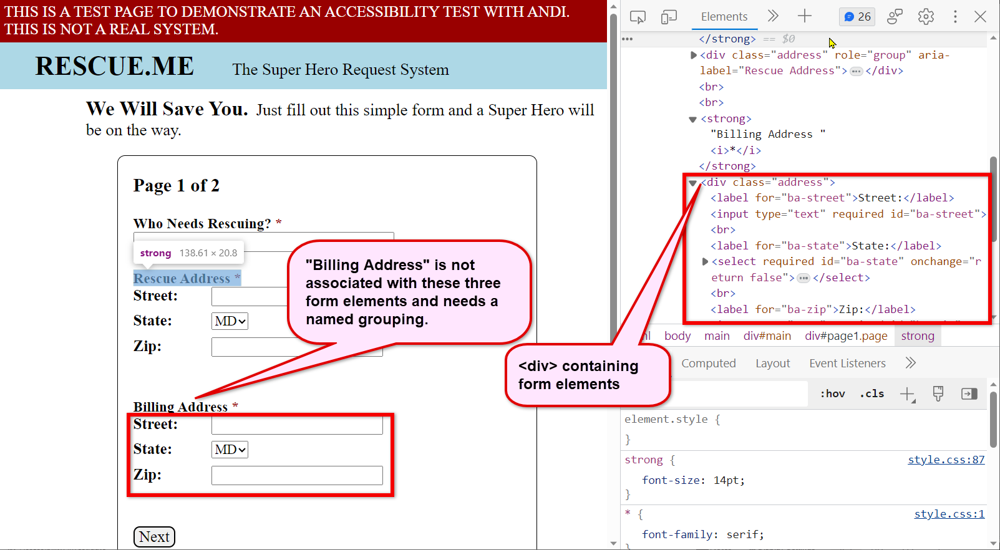 THIS IS A TEST PAGE TO DEMONSTRATE AN ACCESSIBILITY TEST WITH ANDI.
THIS IS NOT A REAL SYSTEM.
RESCUE.ME
The Super Hero Request System
We Will Save You. Just fill out this simple form and a Super Hero will
be on the way.
Page 1 of 2
Who Needs Rescuing? *
strong 138.61 × 20.8
Rescue Address *
Street:
State:
MD
Zip:
"Billing Address" is not
associated with these three
form elements and needs a
named grouping.
Billing Address *
Street:
State:
MD
Zip:
Next
Elements
26
</strong> == $0
<div class="address" role="group" aria-
label="Rescue Address"> ••• </div>
<br>
<br>
<strong>
"Billing Address "
<i>*</i>
</strong>
<div class="address">
<label for="ba-street">Street:</label>
<input type="text" required id="ba-street">
<br>
<label for="ba-state">State:</label>
<select required id="ba-state" onchange="r
eturn false"> ••• </select>
<br>
<label for="ba-zip">Zip:</label>
body
main
div#main
div#page1.page
strong
<div> containing
form elements
Computed
Layout
Event Listeners
:hov
.cls
element.style {
}
strong {
style.css:87
font-size: 14pt;
}
* {
style.css:1
font-family: serif;